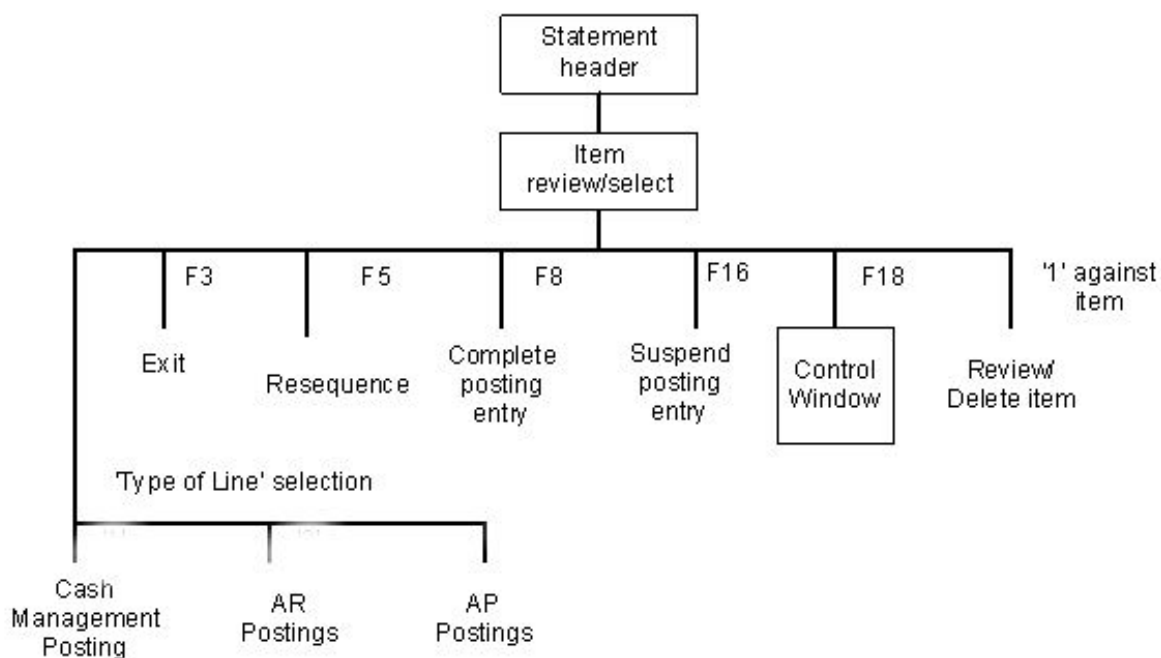 Statement
header
Item
review/select
F3
F5
F8
F16
F18
'1' against
item
Exit
Resequence
Complete
posting
entry
Suspend
posting
entry
Control
Window
Review/
Delete item
'Type of Line' selection
Cash
Management
Posting
AR
Postings
AP
Postings